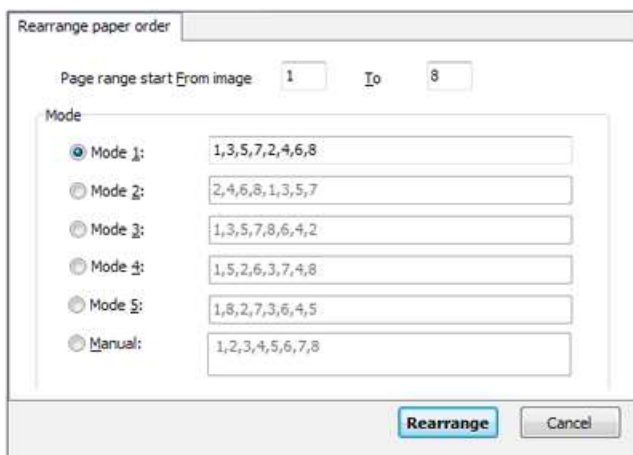 Rearrange paper order
Page range start From image 1 To 8
Mode
Mode 1: 1,3,5,7,2,4,6,8
Mode 2: 2,4,6,8,1,3,5,7
Mode 3: 1,3,5,7,8,6,4,2
Mode 4: 1,5,2,6,3,7,4,8
Mode 5: 1,8,2,7,3,6,4,5
Manual: 1,2,3,4,5,6,7,8
Rearrange Cancel